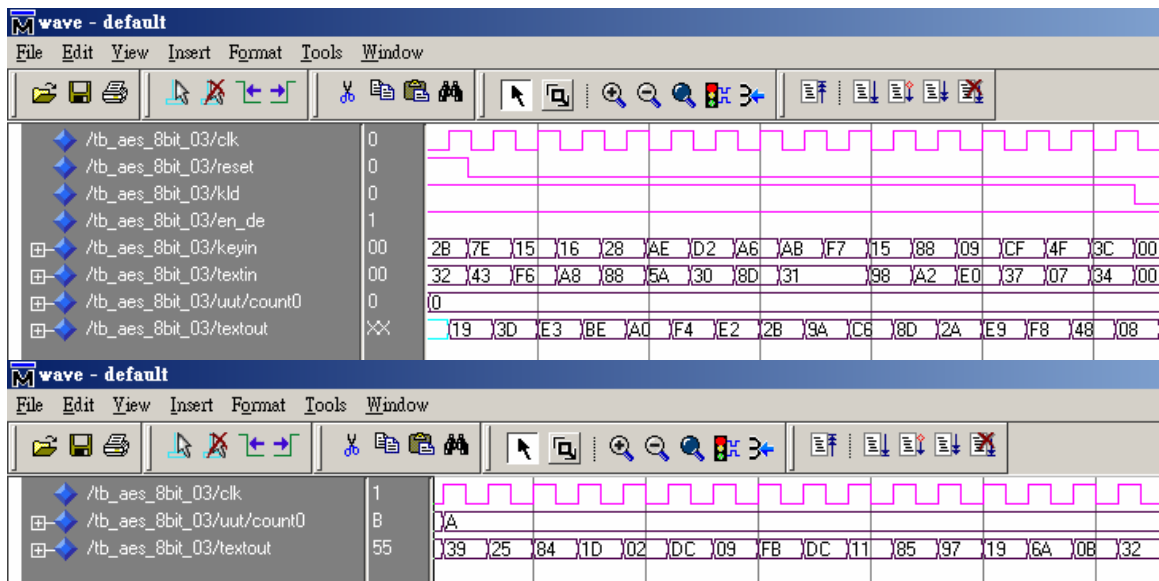 wave - default
File Edit View Insert Format Tools Window
/tb_aes_8bit_03/clk 0
/tb_aes_8bit_03/reset 0
/tb_aes_8bit_03/kld 0
/tb_aes_8bit_03/en_de 1
/tb_aes_8bit_03/keyin 00 2B 7E 15 16 28 AE D2 A6 AB F7 15 88 09 CF 4F 3C 00
/tb_aes_8bit_03/textin 00 32 43 F6 A8 88 5A 30 8D 31 98 A2 E0 37 07 34 00
/tb_aes_8bit_03/uut/count0 0 0
/tb_aes_8bit_03/textout XX 19 3D E3 BE A0 F4 E2 2B 9A C6 8D 2A E9 F8 48 08
wave - default
File Edit View Insert Format Tools Window
/tb_aes_8bit_03/clk 1
/tb_aes_8bit_03/uut/count0 B A
/tb_aes_8bit_03/textout 55 39 25 84 1D 02 DC 09 FB DC 11 85 97 19 6A 0B 32